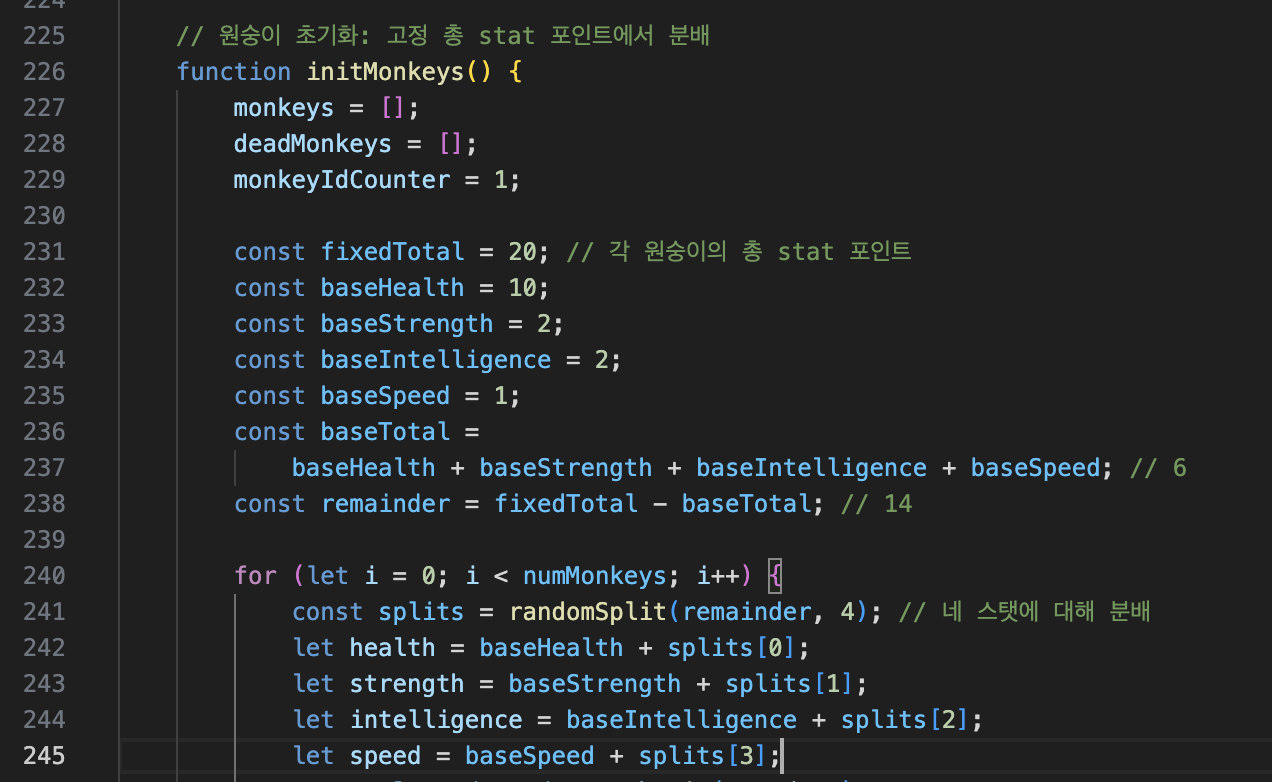 224
225 // 원숭이 초기화: 고정 총 stat 포인트에서 분배
226 function initMonkeys() {
227 monkeys = [];
228 deadMonkeys = [];
229 monkeyIdCounter = 1;
230
231 const fixedTotal = 20; // 각 원숭이의 총 stat 포인트
232 const baseHealth = 10;
233 const baseStrength = 2;
234 const baseIntelligence = 2;
235 const baseSpeed = 1;
236 const baseTotal =
237 baseHealth + baseStrength + baseIntelligence + baseSpeed; // 6
238 const remainder = fixedTotal - baseTotal; // 14
239
240 for (let i = 0; i < numMonkeys; i++) {
241 const splits = randomSplit(remainder, 4); // 네 스탯에 대해 분배
242 let health = baseHealth + splits[0];
243 let strength = baseStrength + splits[1];
244 let intelligence = baseIntelligence + splits[2];
245 let speed = baseSpeed + splits[3];